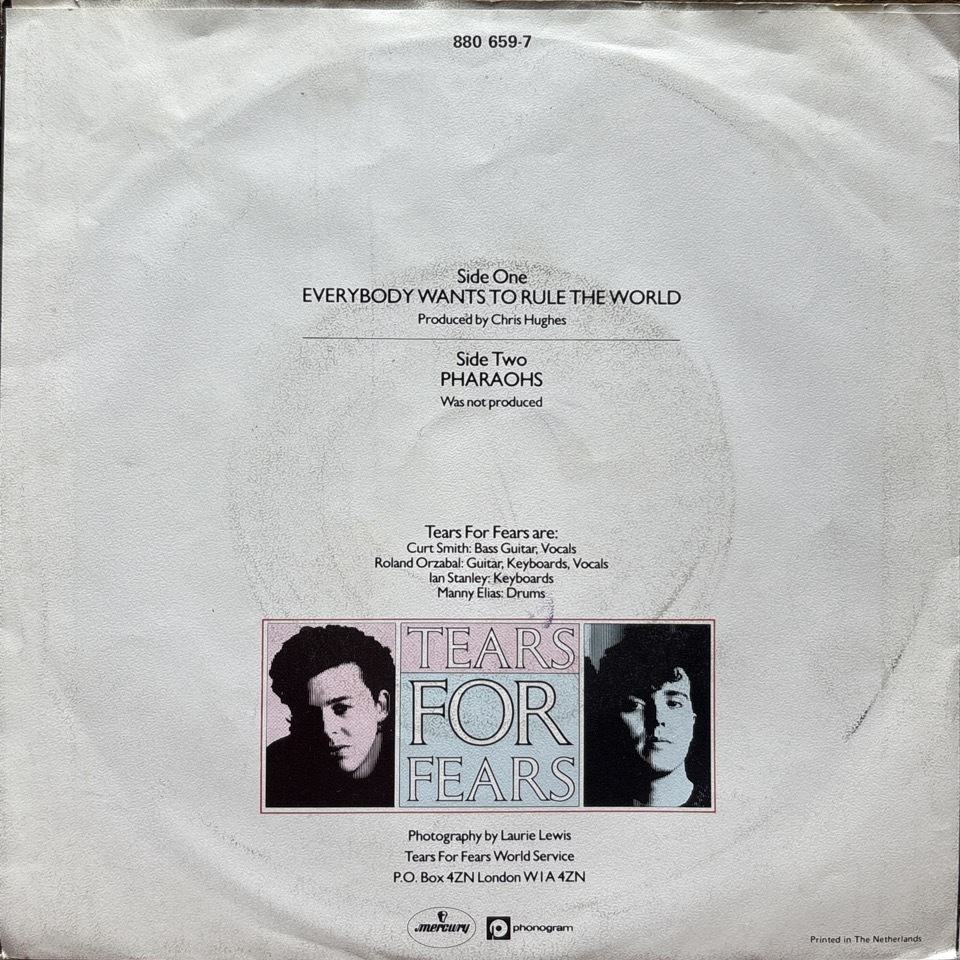 880 659-7
Side One
EVERYBODY WANTS TO RULE THE WORLD
Produced by Chris Hughes
Side Two
PHARAOHS
Was not produced
Tears For Fears are:
Curt Smith: Bass Guitar, Vocals
Roland Orzabal: Guitar, Keyboards, Vocals
Ian Stanley: Keyboards
Manny Elias: Drums
TEARS
FOR
FEARS
Photography by Laurie Lewis
Tears For Fears World Service
P.O. Box 4ZN London W1A 4ZN
mercury
phonogram
Printed in The Netherlands